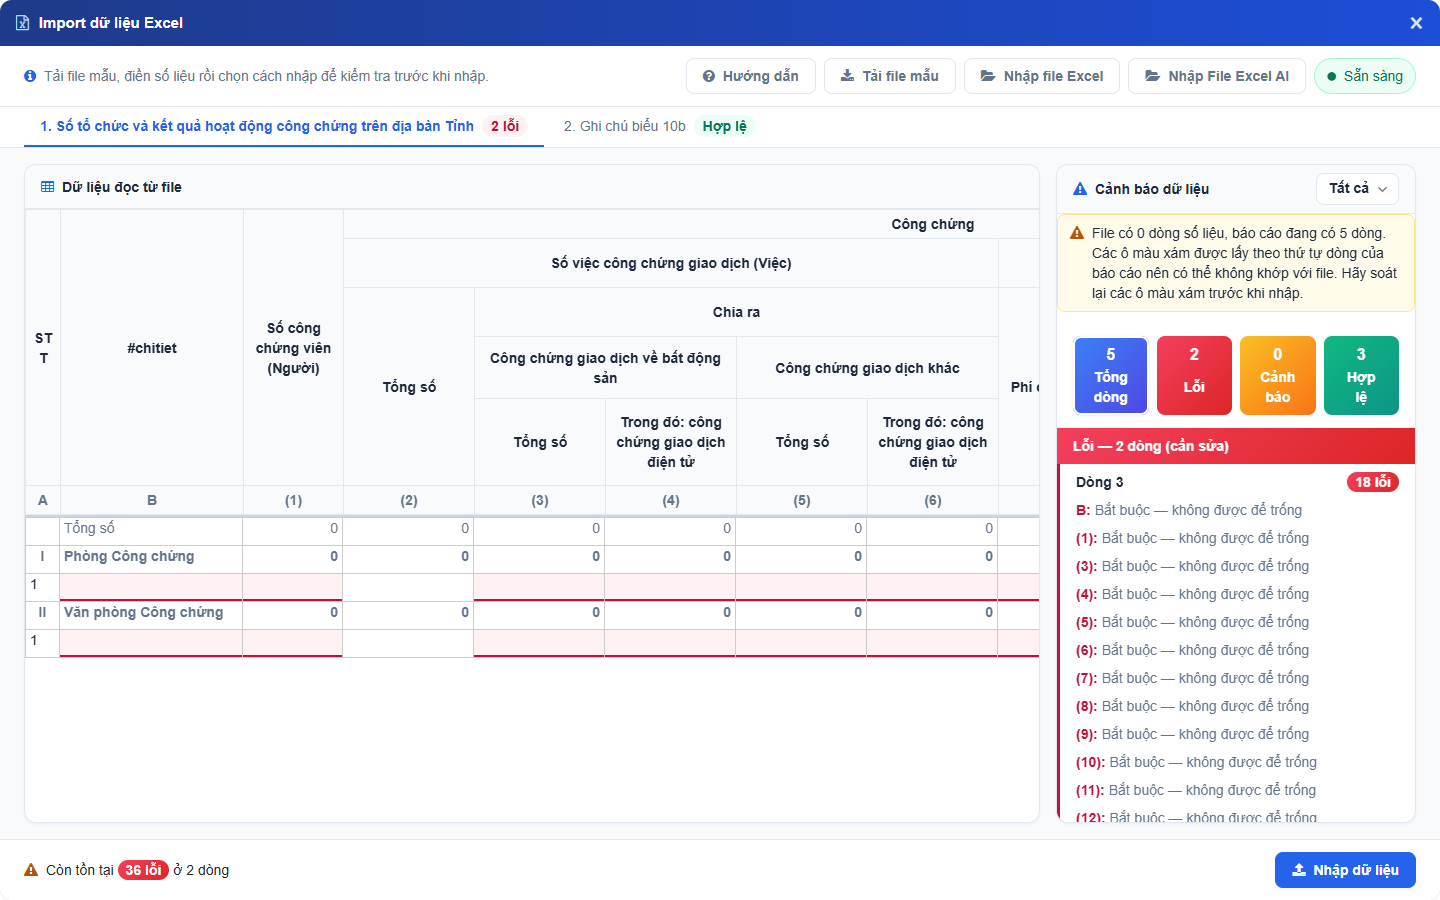 Import dữ liệu Excel
Tải file mẫu, điền số liệu rồi chọn cách nhập để kiểm tra trước khi nhập.
Hướng dẫn
Tải file mẫu
Nhập file Excel
Nhập File Excel AI
Sẵn sàng
1. Số tổ chức và kết quả hoạt động công chứng trên địa bàn Tỉnh 2 lỗi
2. Ghi chú biểu 10b Hợp lệ
Dữ liệu đọc từ file
ST
T
#chitiet
Số công
chứng viên
(Người)
Công chứng
Số việc công chứng giao dịch (Việc)
Tổng số
Chia ra
Công chứng giao dịch về bất động
sản
Công chứng giao dịch khác
Tổng số
Trong đó: công
chứng giao dịch
điện tử
Tổng số
Trong đó: công
chứng giao dịch
điện tử
Phí
A B (1) (2) (3) (4) (5) (6)
Tổng số 0 0 0 0 0 0
I Phòng Công chứng 0 0 0 0 0 0
1
II Văn phòng Công chứng 0 0 0 0 0 0
1
Cảnh báo dữ liệu
Tất cả
File có 0 dòng số liệu, báo cáo đang có 5 dòng.
Các ô màu xám được lấy theo thứ tự dòng của
báo cáo nên có thể không khớp với file. Hãy soát
lại các ô màu xám trước khi nhập.
5
Tổng
dòng
2
Lỗi
0
Cảnh
báo
3
Hợp
lệ
Lỗi — 2 dòng (cần sửa)
Dòng 3 18 lỗi
B: Bắt buộc — không được để trống
(1): Bắt buộc — không được để trống
(3): Bắt buộc — không được để trống
(4): Bắt buộc — không được để trống
(5): Bắt buộc — không được để trống
(6): Bắt buộc — không được để trống
(7): Bắt buộc — không được để trống
(8): Bắt buộc — không được để trống
(9): Bắt buộc — không được để trống
(10): Bắt buộc — không được để trống
(11): Bắt buộc — không được để trống
(12): Bắt buộc — không được để trống
Còn tồn tại 36 lỗi ở 2 dòng
Nhập dữ liệu